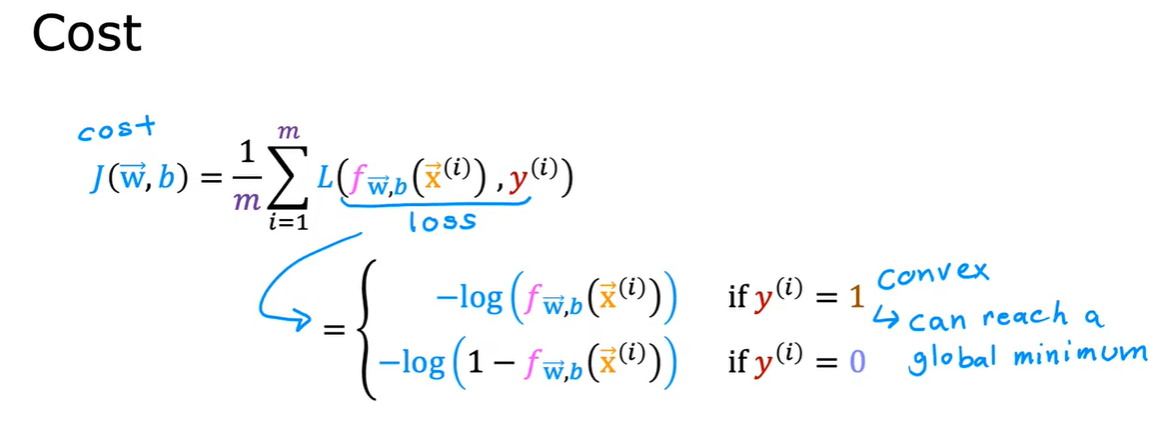 Cost
cost
J(w⃗, b) = 1/m ∑_{i=1}^{m} L(f_{w⃗,b}(x⃗^{(i)}), y^{(i)})
loss
= { −log(f_{w⃗,b}(x⃗^{(i)})) if y^{(i)} = 1 convex
↳ can reach a
−log(1 − f_{w⃗,b}(x⃗^{(i)})) if y^{(i)} = 0 global minimum